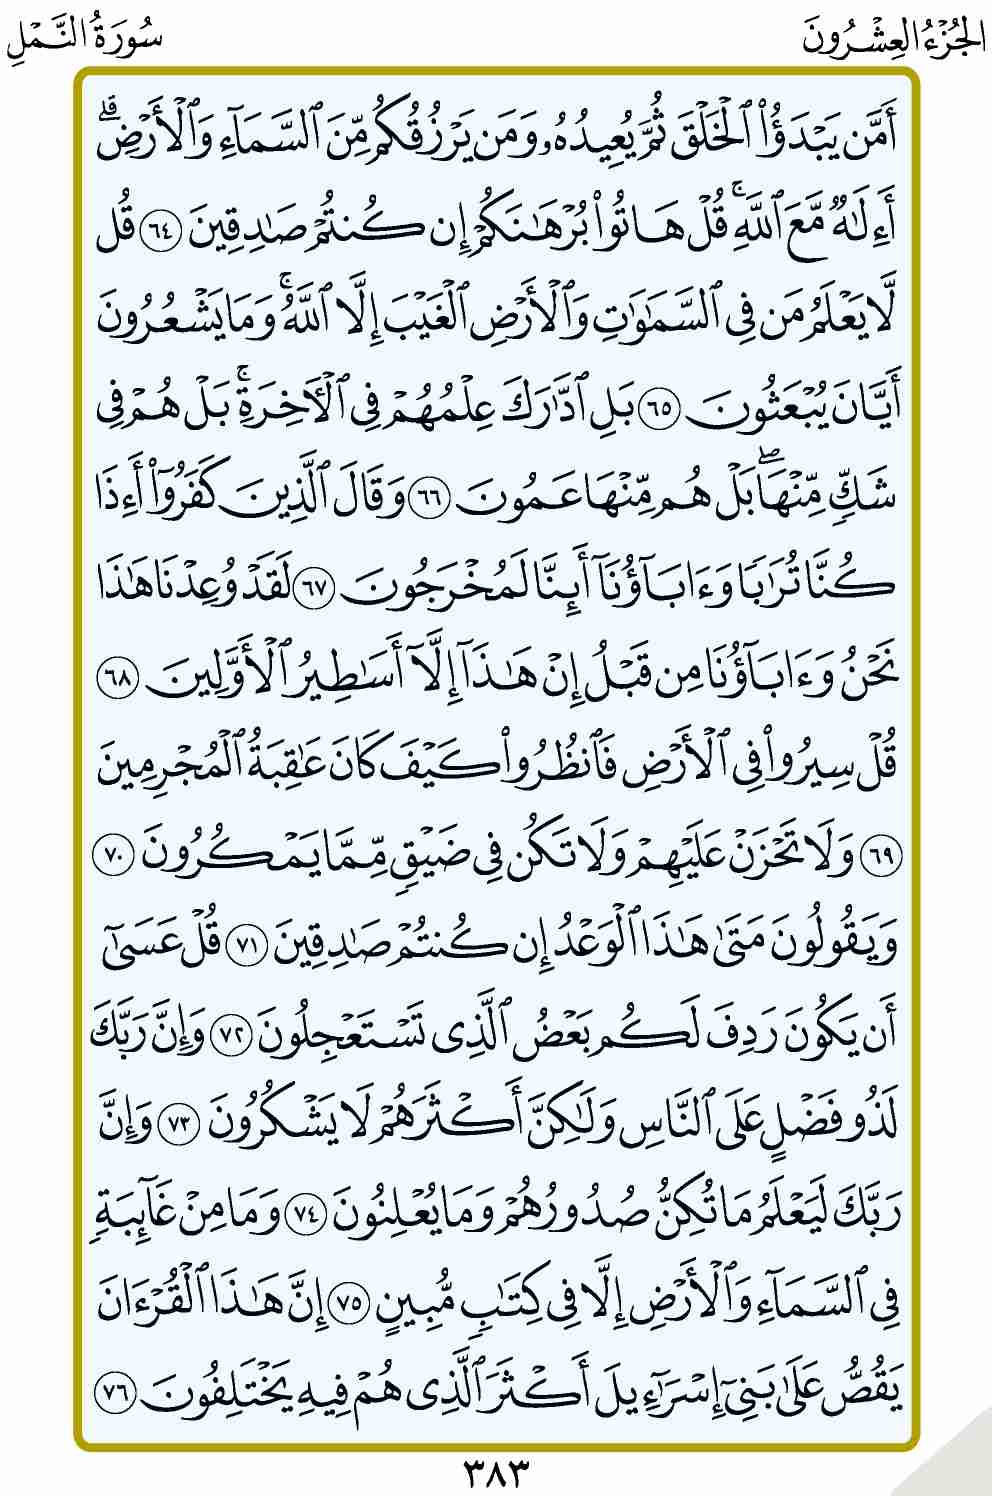 الجُزْءُ العِشْرُونَ
سُورَةُ النَّمْلِ
أَمَّن يَبْدَؤُا۟ ٱلْخَلْقَ ثُمَّ يُعِيدُهُۥ وَمَن يَرْزُقُكُم مِّنَ ٱلسَّمَآءِ وَٱلْأَرْضِ ۗ
أَءِلَٰهٌ مَّعَ ٱللَّهِ ۚ قُلْ هَاتُوا۟ بُرْهَٰنَكُمْ إِن كُنتُمْ صَٰدِقِينَ ٦٤ قُل
لَّا يَعْلَمُ مَن فِى ٱلسَّمَٰوَٰتِ وَٱلْأَرْضِ ٱلْغَيْبَ إِلَّا ٱللَّهُ ۚ وَمَا يَشْعُرُونَ
أَيَّانَ يُبْعَثُونَ ٦٥ بَلِ ٱدَّٰرَكَ عِلْمُهُمْ فِى ٱلْءَاخِرَةِ ۚ بَلْ هُمْ فِى
شَكٍّ مِّنْهَا ۖ بَلْ هُم مِّنْهَا عَمُونَ ٦٦ وَقَالَ ٱلَّذِينَ كَفَرُوٓا۟ أَءِذَا
كُنَّا تُرَٰبًا وَءَابَآؤُنَآ أَئِنَّا لَمُخْرَجُونَ ٦٧ لَقَدْ وُعِدْنَا هَٰذَا
نَحْنُ وَءَابَآؤُنَا مِن قَبْلُ إِنْ هَٰذَآ إِلَّآ أَسَٰطِيرُ ٱلْأَوَّلِينَ ٦٨
قُلْ سِيرُوا۟ فِى ٱلْأَرْضِ فَٱنظُرُوا۟ كَيْفَ كَانَ عَٰقِبَةُ ٱلْمُجْرِمِينَ
٦٩ وَلَا تَحْزَنْ عَلَيْهِمْ وَلَا تَكُن فِى ضَيْقٍ مِّمَّا يَمْكُرُونَ ٧٠
وَيَقُولُونَ مَتَىٰ هَٰذَا ٱلْوَعْدُ إِن كُنتُمْ صَٰدِقِينَ ٧١ قُلْ عَسَىٰٓ
أَن يَكُونَ رَدِفَ لَكُم بَعْضُ ٱلَّذِى تَسْتَعْجِلُونَ ٧٢ وَإِنَّ رَبَّكَ
لَذُو فَضْلٍ عَلَى ٱلنَّاسِ وَلَٰكِنَّ أَكْثَرَهُمْ لَا يَشْكُرُونَ ٧٣ وَإِنَّ
رَبَّكَ لَيَعْلَمُ مَا تُكِنُّ صُدُورُهُمْ وَمَا يُعْلِنُونَ ٧٤ وَمَا مِنْ غَآئِبَةٍ
فِى ٱلسَّمَآءِ وَٱلْأَرْضِ إِلَّا فِى كِتَٰبٍ مُّبِينٍ ٧٥ إِنَّ هَٰذَا ٱلْقُرْءَانَ
يَقُصُّ عَلَىٰ بَنِىٓ إِسْرَٰٓءِيلَ أَكْثَرَ ٱلَّذِى هُمْ فِيهِ يَخْتَلِفُونَ ٧٦
٣٨٣